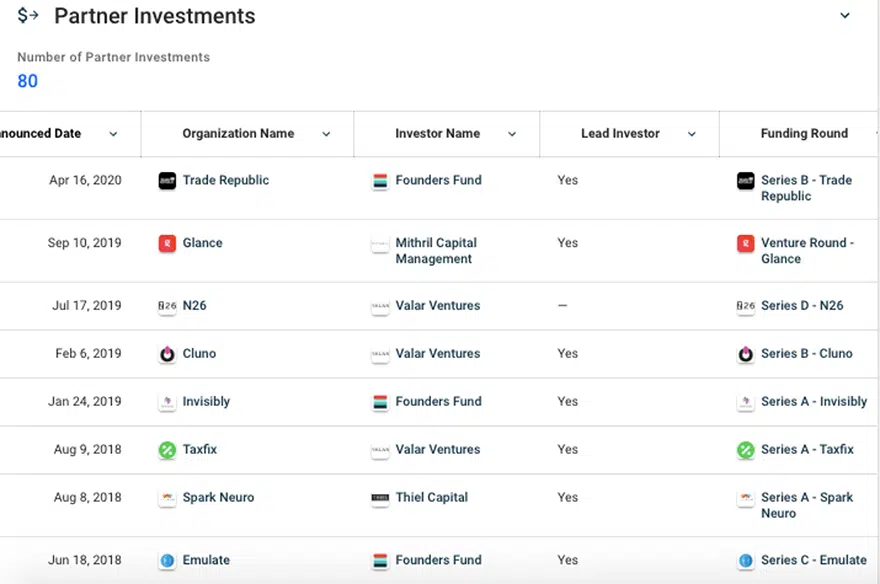 Partner Investments
Number of Partner Investments
80
nnounced Date Organization Name Investor Name Lead Investor Funding Round
Apr 16, 2020 Trade Republic Founders Fund Yes Series B - Trade
Republic
Sep 10, 2019 Glance Mithril Capital Yes Venture Round -
Management Glance
Jul 17, 2019 N26 N26 Valar Ventures — N26 Series D - N26
Feb 6, 2019 Cluno Valar Ventures Yes Series B - Cluno
Jan 24, 2019 Invisibly Founders Fund Yes Series A - Invisibly
Aug 9, 2018 Taxfix Valar Ventures Yes Series A - Taxfix
Aug 8, 2018 Spark Neuro Thiel Capital Yes Series A - Spark
Neuro
Jun 18, 2018 Emulate Founders Fund Yes Series C - Emulate